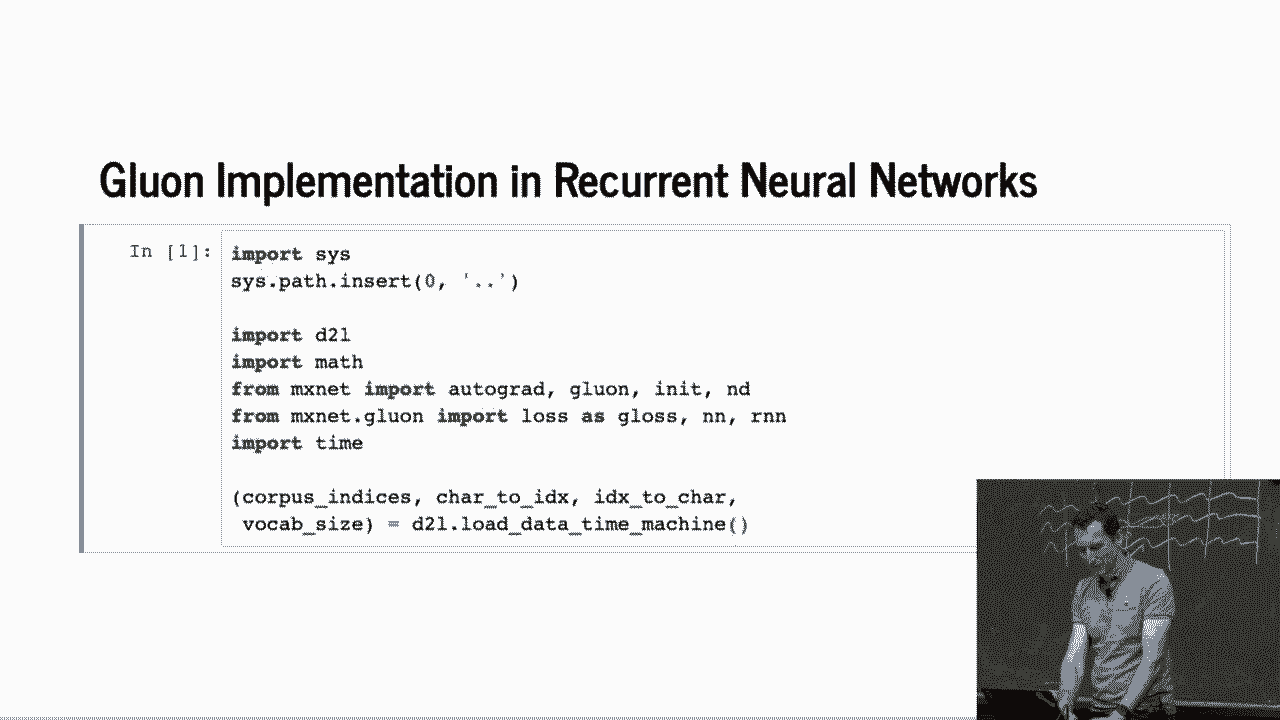 Gluon Implementation in Recurrent Neural Networks
In [1]:
import sys
sys.path.insert(0, '..')
import d2l
import math
from mxnet import autograd, gluon, init, nd
from mxnet.gluon import loss as gloss, nn, rnn
import time
(corpus_indices, char_to_idx, idx_to_char,
vocab_size) = d2l.load_data_time_machine()